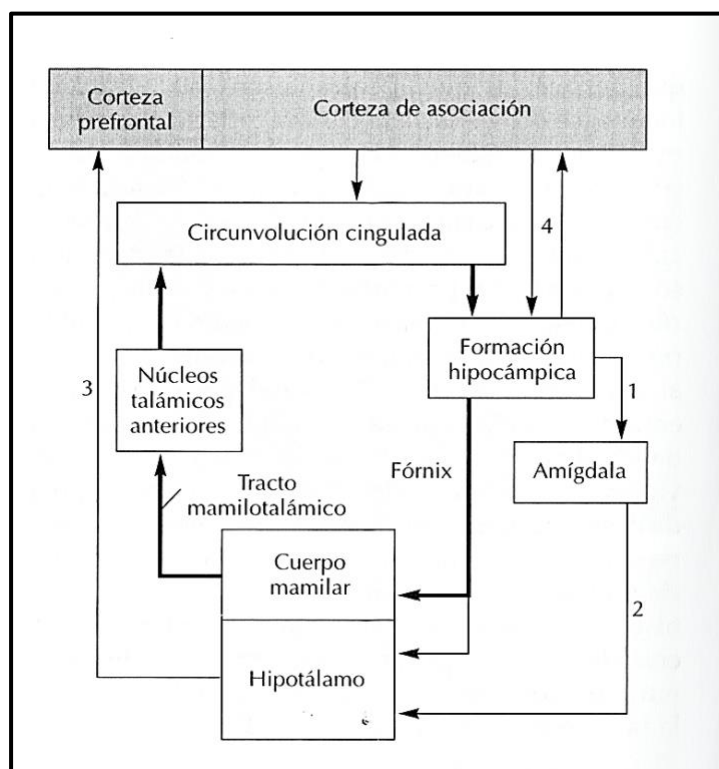 Corteza
prefrontal
Corteza de asociación
Circunvolución cingulada
4
Formación
hipocámpica
3
Núcleos
talámicos
anteriores
1
Fórnix
Amígdala
Tracto
mamilotalámico
Cuerpo
mamilar
2
Hipotálamo